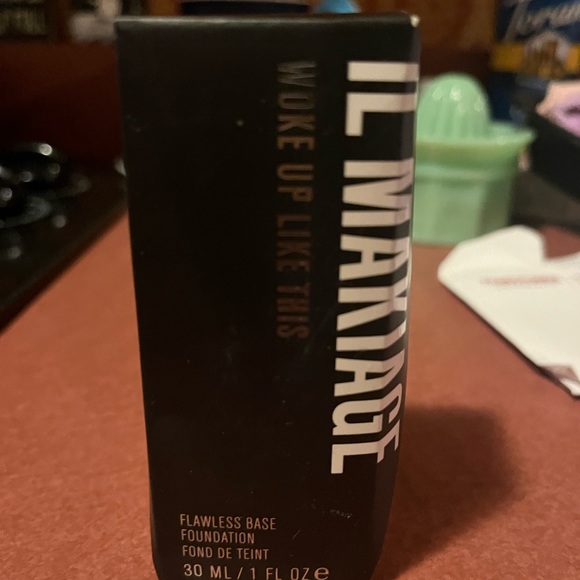 IL MAKIAGE
WOKE UP LIKE THIS
FLAWLESS BASE
FOUNDATION
FOND DE TEINT
30 ML / 1 FL OZ e